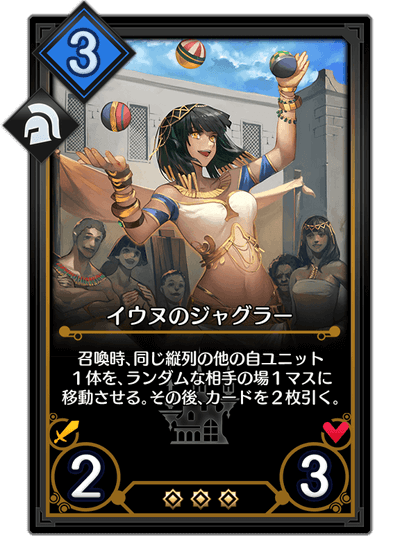 3
イウヌのジャグラー
召喚時、同じ縦列の他の自ユニット
1体を、ランダムな相手の場1マスに
移動させる。その後、カードを2枚引く。
2
3